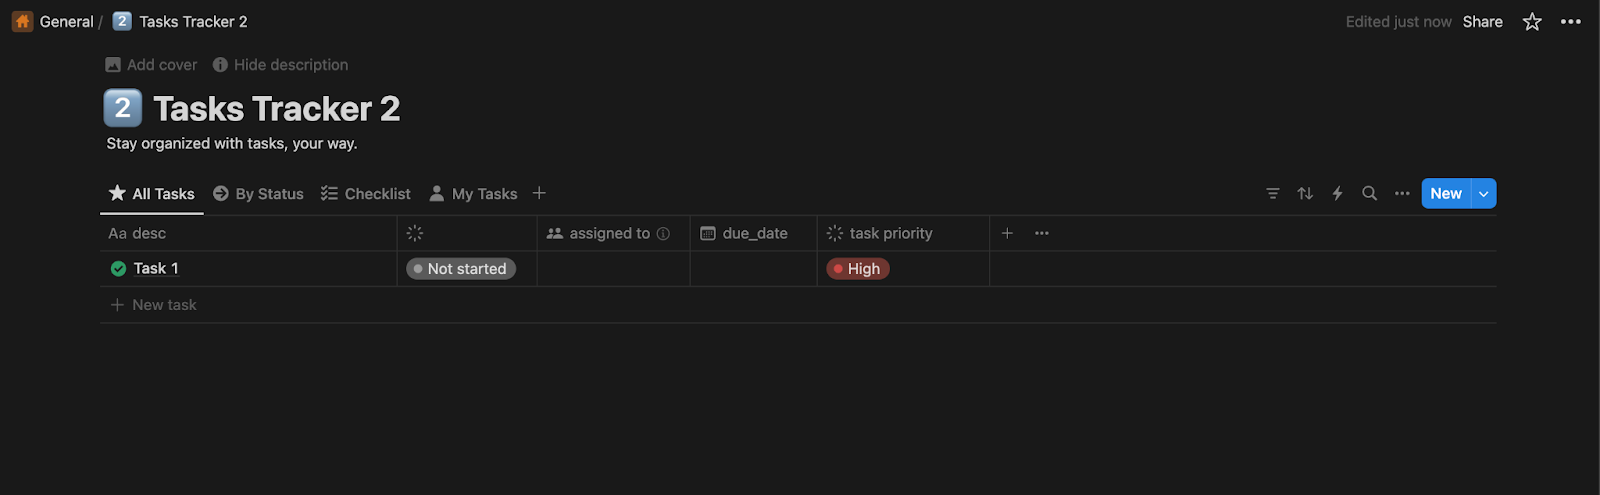 General / 2 Tasks Tracker 2
Edited just now Share
Add cover Hide description
2 Tasks Tracker 2
Stay organized with tasks, your way.
All Tasks By Status Checklist My Tasks
New
Aa desc assigned to due_date task priority
Task 1 Not started High
New task